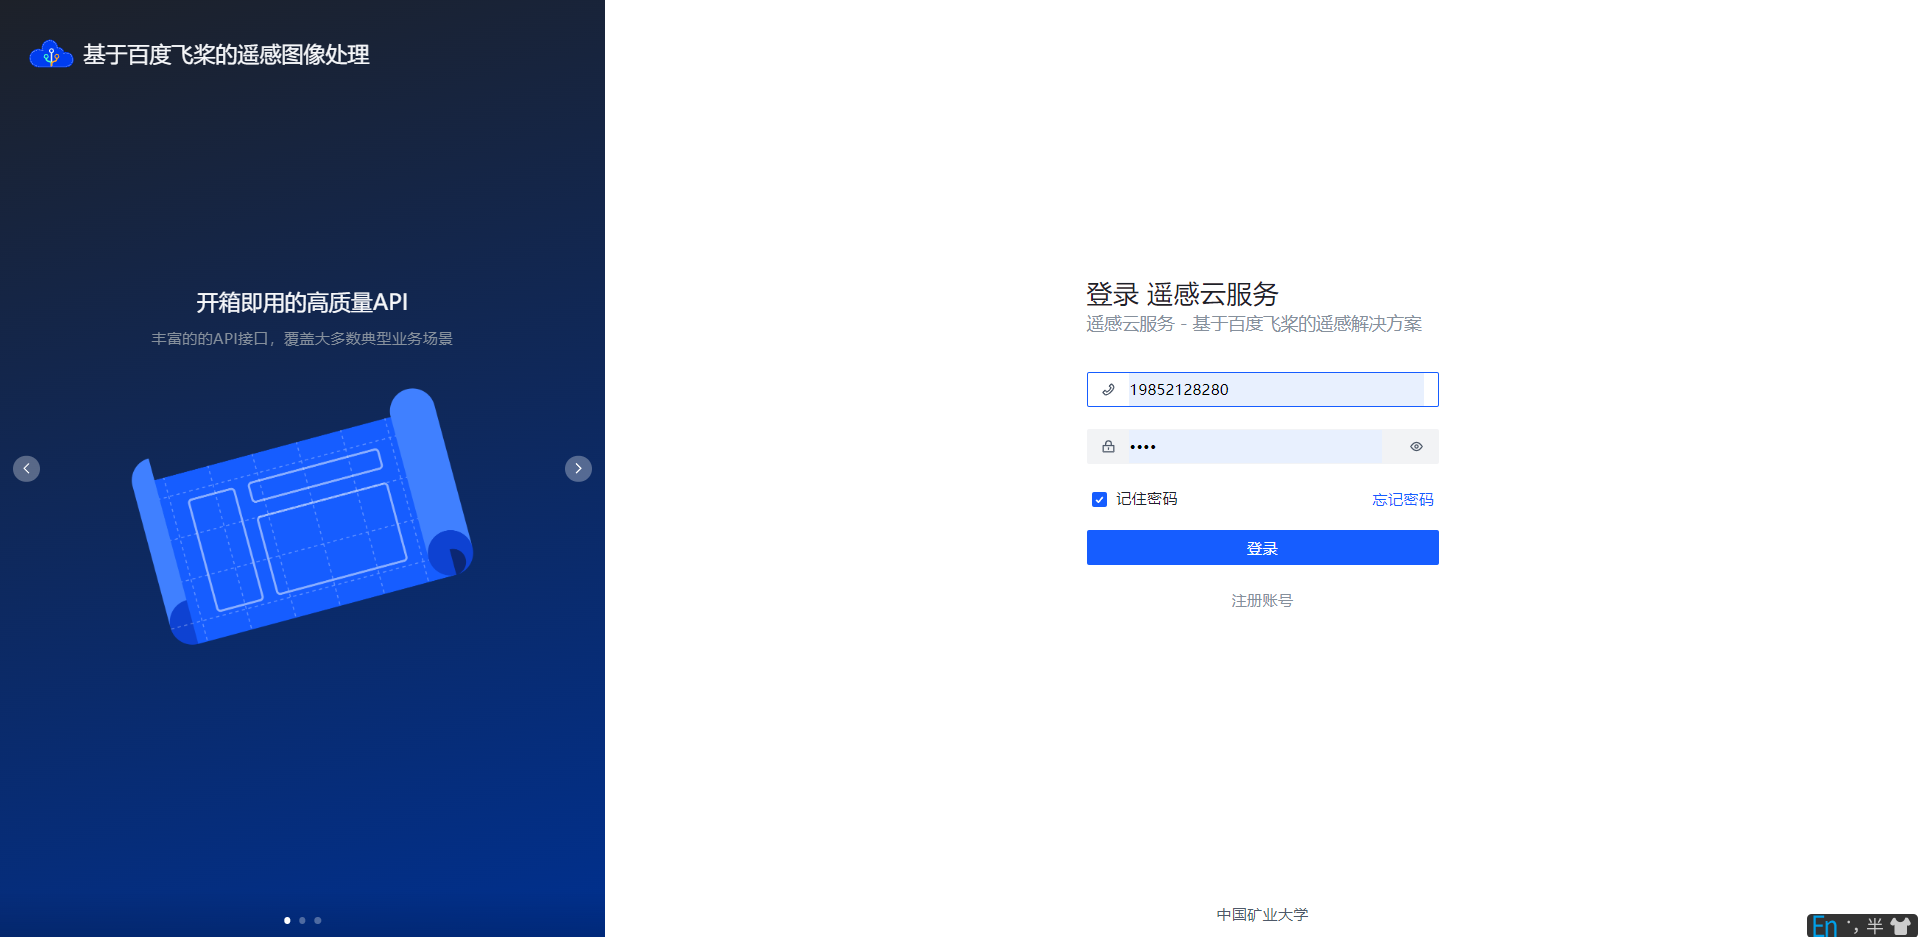 基于百度飞桨的遥感图像处理
开箱即用的高质量API
丰富的的API接口，覆盖大多数典型业务场景
登录 遥感云服务
遥感云服务 - 基于百度飞桨的遥感解决方案
19852128280
••••
记住密码
忘记密码
登录
注册账号
中国矿业大学
En ·, 半